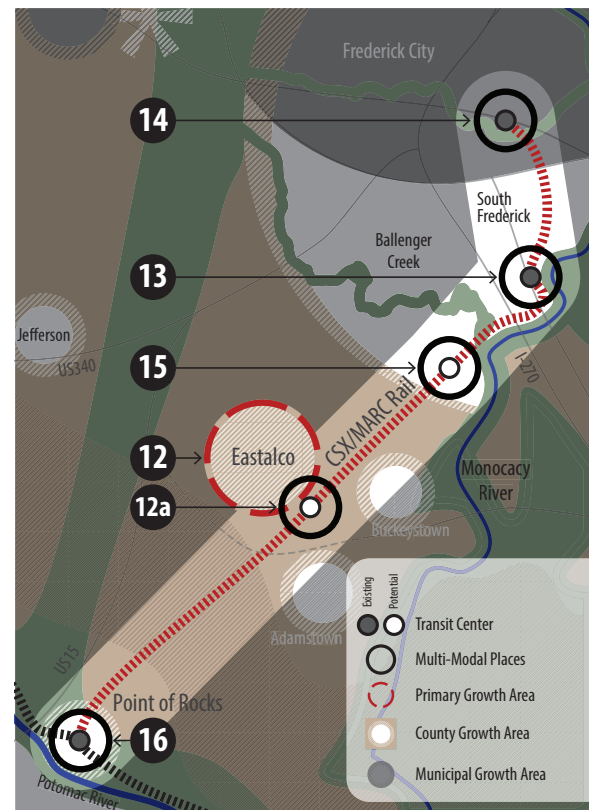 Frederick City
14
South
Frederick
Ballenger
Creek
13
Jefferson
US340
I-270
15
CSX/MARC Rail
12
Eastalco
Monocacy
River
12a
Buckeystown
Existing
Potential
Transit Center
Adamstown
Multi-Modal Places
US15
Primary Growth Area
Point of Rocks
County Growth Area
16
Municipal Growth Area
Potomac River